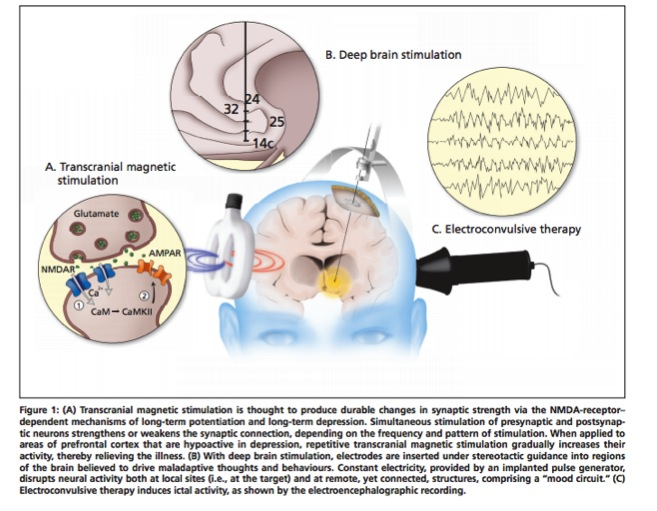 B. Deep brain stimulation
24
32
25
14c
A. Transcranial magnetic
stimulation
C. Electroconvulsive therapy
Glutamate
AMPAR
NMDAR
Ca²⁺
1
2
CaM → CaMKII
Figure 1: (A) Transcranial magnetic stimulation is thought to produce durable changes in synaptic strength via the NMDA-receptor–
dependent mechanisms of long-term potentiation and long-term depression. Simultaneous stimulation of presynaptic and postsynap-
tic neurons strengthens or weakens the synaptic connection, depending on the frequency and pattern of stimulation. When applied to
areas of prefrontal cortex that are hypoactive in depression, repetitive transcranial magnetic stimulation gradually increases their
activity, thereby relieving the illness. (B) With deep brain stimulation, electrodes are inserted under stereotactic guidance into regions
of the brain believed to drive maladaptive thoughts and behaviours. Constant electricity, provided by an implanted pulse generator,
disrupts neural activity both at local sites (i.e., at the target) and at remote, yet connected, structures, comprising a “mood circuit.” (C)
Electroconvulsive therapy induces ictal activity, as shown by the electroencephalographic recording.